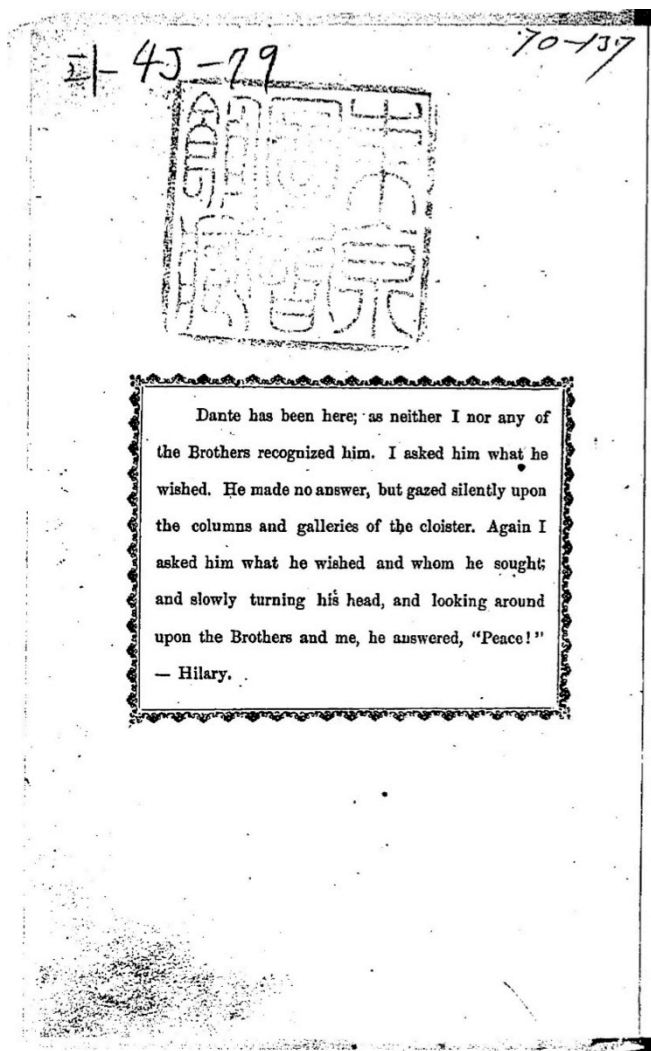 II-4J-79
70-137
Dante has been here; as neither I nor any of
the Brothers recognized him. I asked him what he
wished. He made no answer, but gazed silently upon
the columns and galleries of the cloister. Again I
asked him what he wished and whom he sought;
and slowly turning his head, and looking around
upon the Brothers and me, he answered, “Peace!”
— Hilary.